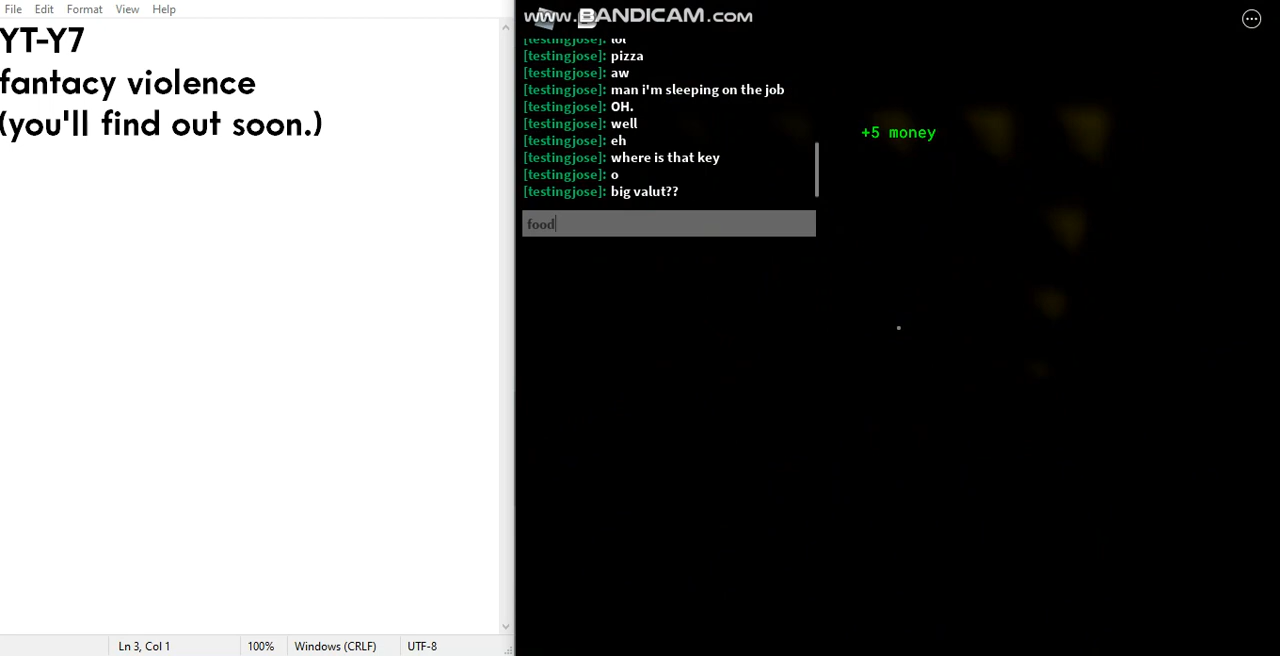 File Edit Format View Help
YT-Y7
fantacy violence
(you'll find out soon.)
Ln 3, Col 1 100% Windows (CRLF) UTF-8
www.BANDICAM.com
[testingjose]: lol
[testingjose]: pizza
[testingjose]: aw
[testingjose]: man i'm sleeping on the job
[testingjose]: OH.
[testingjose]: well
[testingjose]: eh
[testingjose]: where is that key
[testingjose]: o
[testingjose]: big valut??
food
+5 money